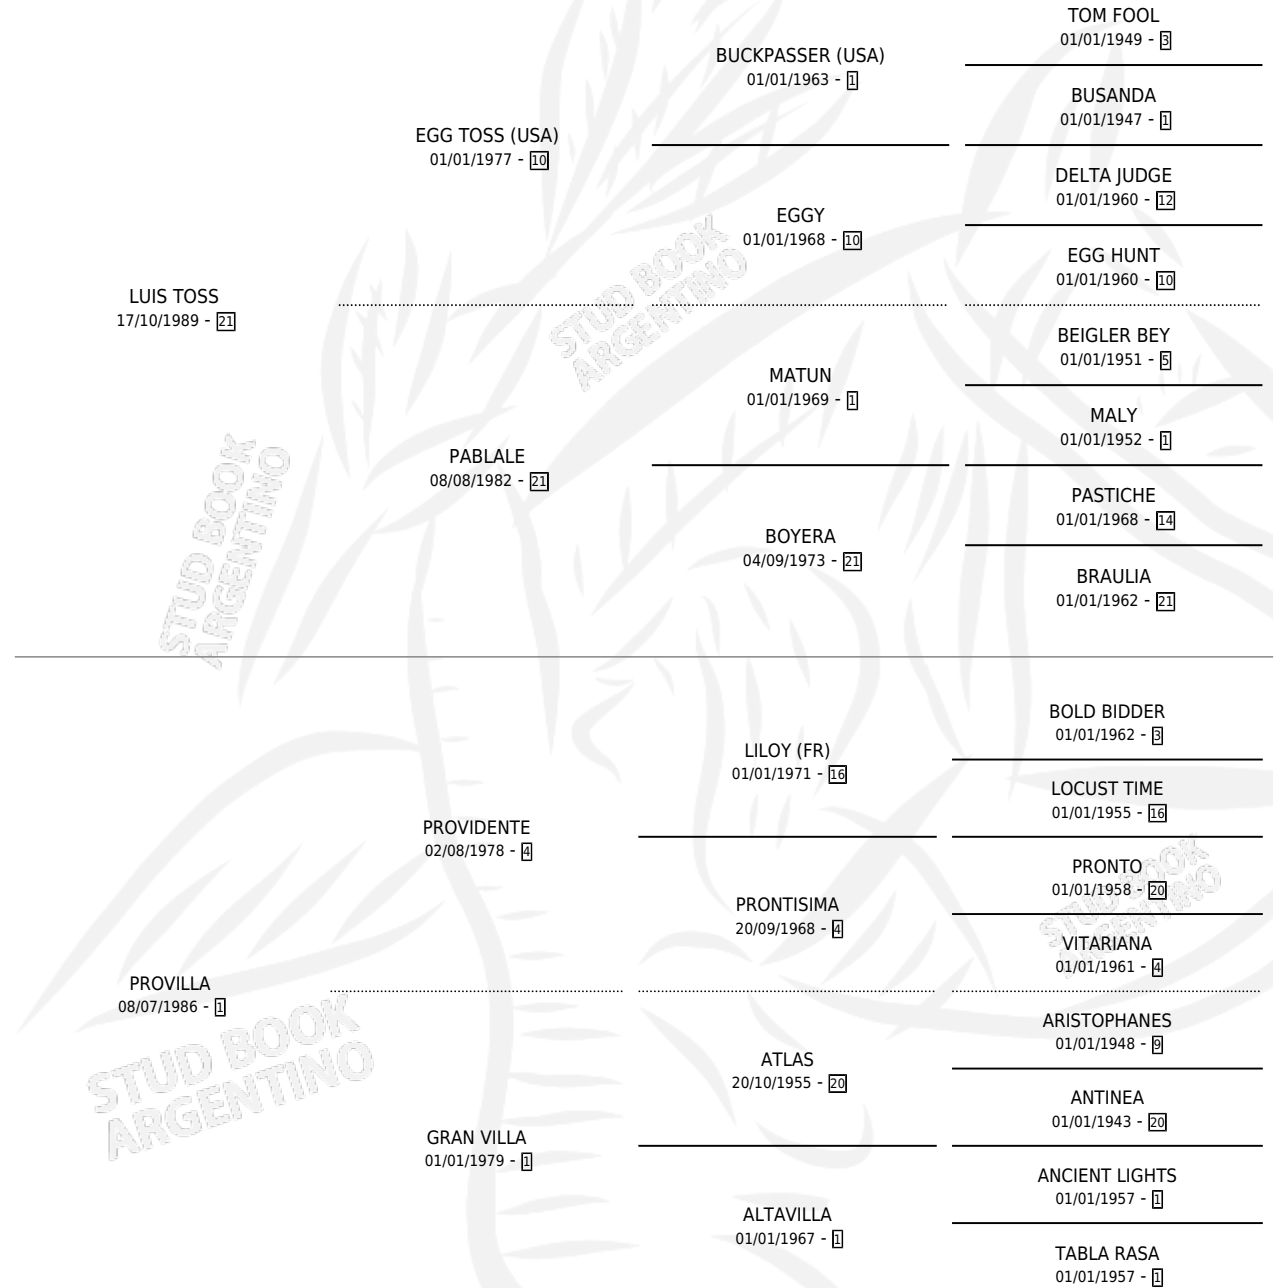 TOM FOOL
01/01/1949 - 3
BUCKPASSER (USA)
01/01/1963 - 1
BUSANDA
01/01/1947 - 1
EGG TOSS (USA)
01/01/1977 - 10
DELTA JUDGE
01/01/1960 - 12
EGGY
01/01/1968 - 10
EGG HUNT
01/01/1960 - 10
LUIS TOSS
17/10/1989 - 21
STUD BOOK
ARGENTINO
BEIGLER BEY
01/01/1951 - 5
MATUN
01/01/1969 - 1
MALY
01/01/1952 - 1
PABLALE
08/08/1982 - 21
PASTICHE
01/01/1968 - 14
BOYERA
04/09/1973 - 21
BRAULIA
01/01/1962 - 21
STUD BOOK
ARGENTINO
BOLD BIDDER
01/01/1962 - 3
LILOY (FR)
01/01/1971 - 16
LOCUST TIME
01/01/1955 - 16
PROVIDENTE
02/08/1978 - 4
PRONTO
01/01/1958 - 20
PRONTISIMA
20/09/1968 - 4
VITARIANA
01/01/1961 - 4
STUD BOOK
ARGENTINO
PROVILLA
08/07/1986 - 1
ARISTOPHANES
01/01/1948 - 9
ATLAS
20/10/1955 - 20
ANTINEA
01/01/1943 - 20
STUD BOOK
ARGENTINO
GRAN VILLA
01/01/1979 - 1
ANCIENT LIGHTS
01/01/1957 - 1
ALTAVILLA
01/01/1967 - 1
TABLA RASA
01/01/1957 - 1